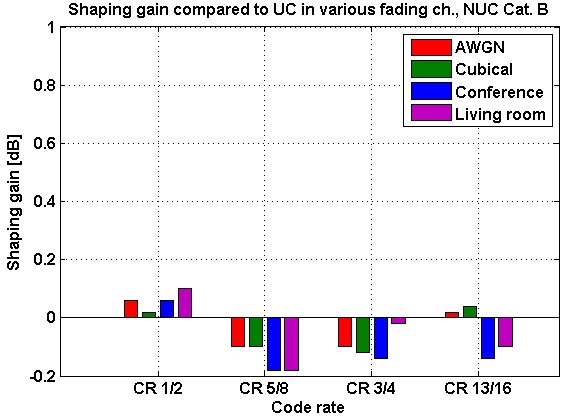 Shaping gain compared to UC in various fading ch., NUC Cat. B
1
0.8
0.6
0.4
0.2
0
-0.2
Shaping gain [dB]
AWGN
Cubical
Conference
Living room
CR 1/2 CR 5/8 CR 3/4 CR 13/16
Code rate